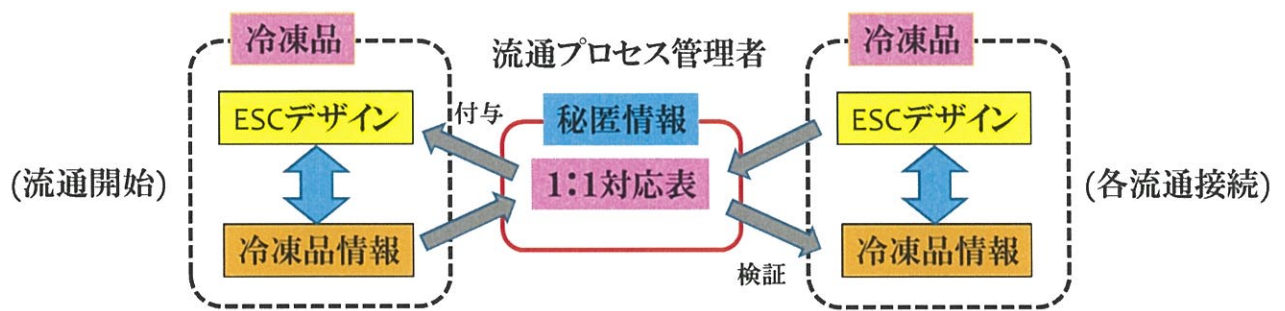 冷凍品
ESCデザイン
(流通開始)
冷凍品情報
流通プロセス管理者
付与
秘匿情報
1:1対応表
検証
冷凍品
ESCデザイン
(各流通接続)
冷凍品情報